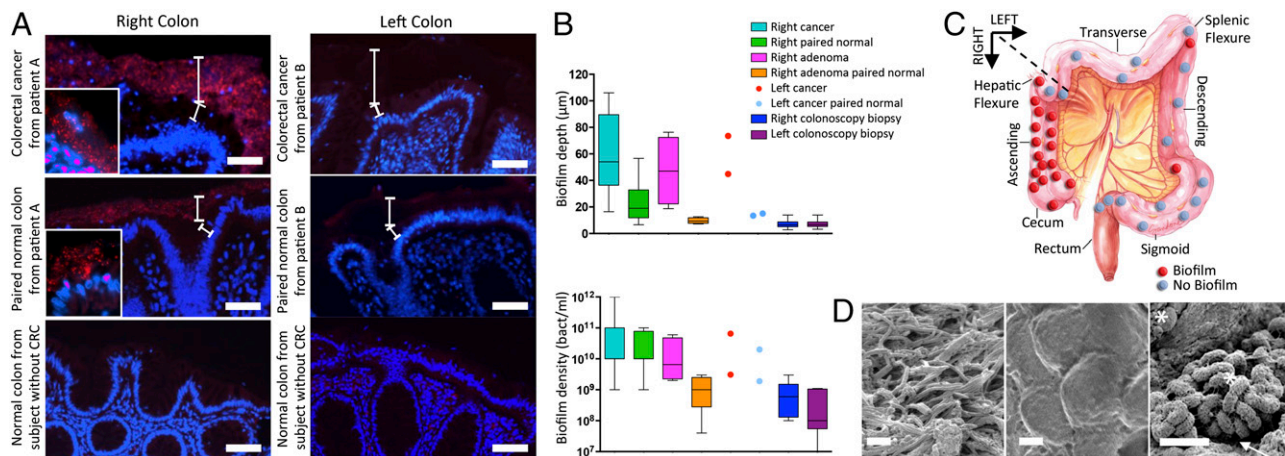 A
Right Colon
Left Colon
Colorectal cancer
from patient A
Colorectal cancer
from patient B
Paired normal colon
from patient A
Paired normal colon
from patient B
Normal colon from
subject without CRC
Normal colon from
subject without CRC
B
Right cancer
Right paired normal
Right adenoma
Right adenoma paired normal
Left cancer
Left cancer paired normal
Right colonoscopy biopsy
Left colonoscopy biopsy
Biofilm depth (µm)
120
100
80
60
40
20
0
Biofilm density (bact/ml)
10¹²
10¹¹
10¹⁰
10⁹
10⁸
10⁷
C
LEFT
RIGHT
Transverse
Splenic
Flexure
Hepatic
Flexure
Descending
Ascending
Cecum
Rectum
Sigmoid
Biofilm
No Biofilm
D
*
*